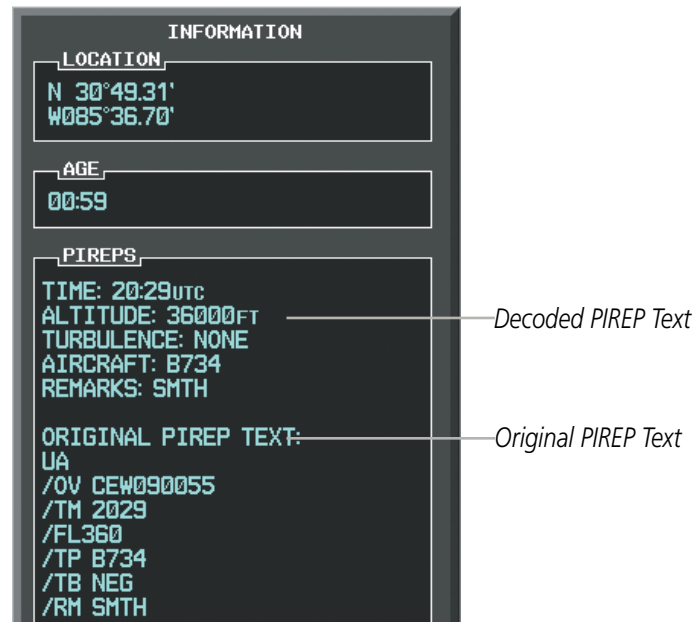 INFORMATION
LOCATION
N 30°49.31'
W085°36.70'
AGE
00:59
PIREPS
TIME: 20:29UTC
ALTITUDE: 36000FT
TURBULENCE: NONE
AIRCRAFT: B734
REMARKS: SMTH
ORIGINAL PIREP TEXT:
UA
/OV CEW090055
/TM 2029
/FL360
/TP B734
/TB NEG
/RM SMTH
Decoded PIREP Text
Original PIREP Text